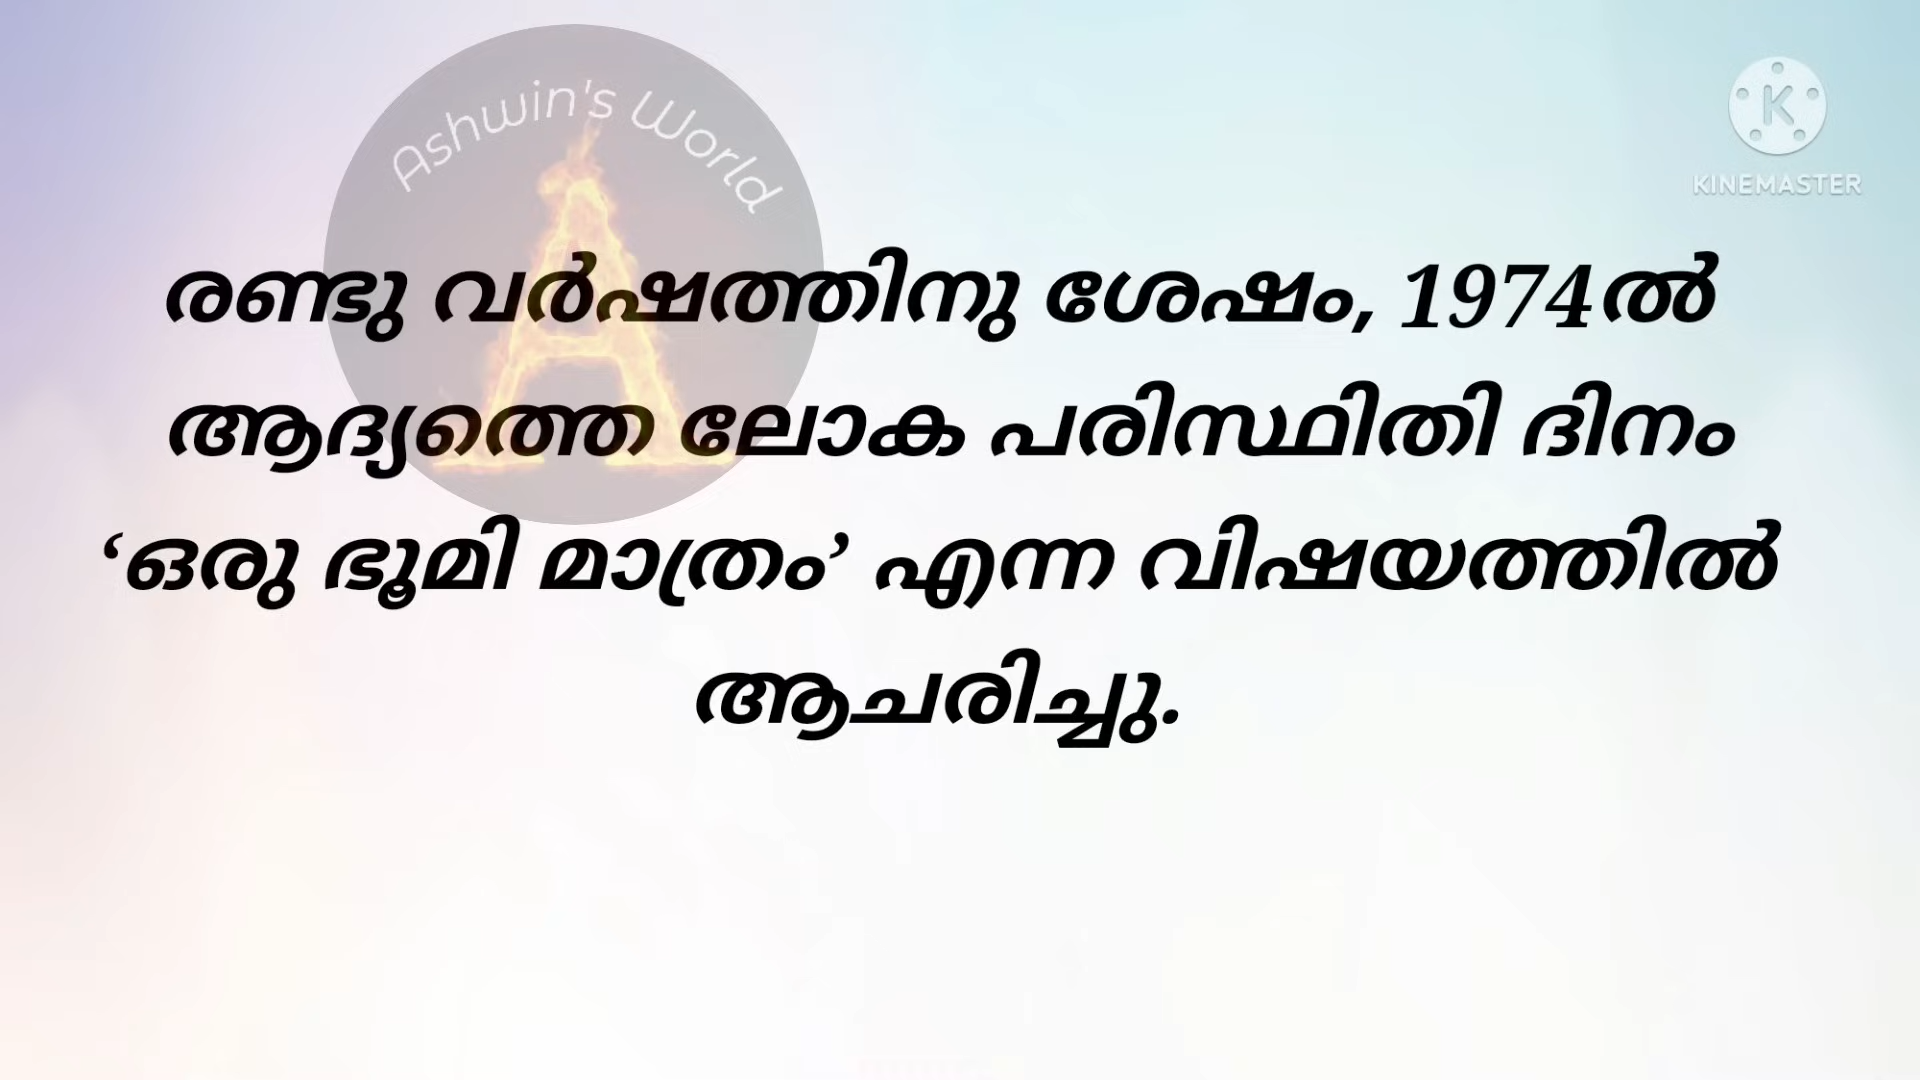 Ashwin's World
KINEMASTER
രണ്ടു വർഷത്തിനു ശേഷം, 1974ൽ
ആദ്യത്തെ ലോക പരിസ്ഥിതി ദിനം
‘ഒരു ഭൂമി മാത്രം’ എന്ന വിഷയത്തിൽ
ആചരിച്ചു.